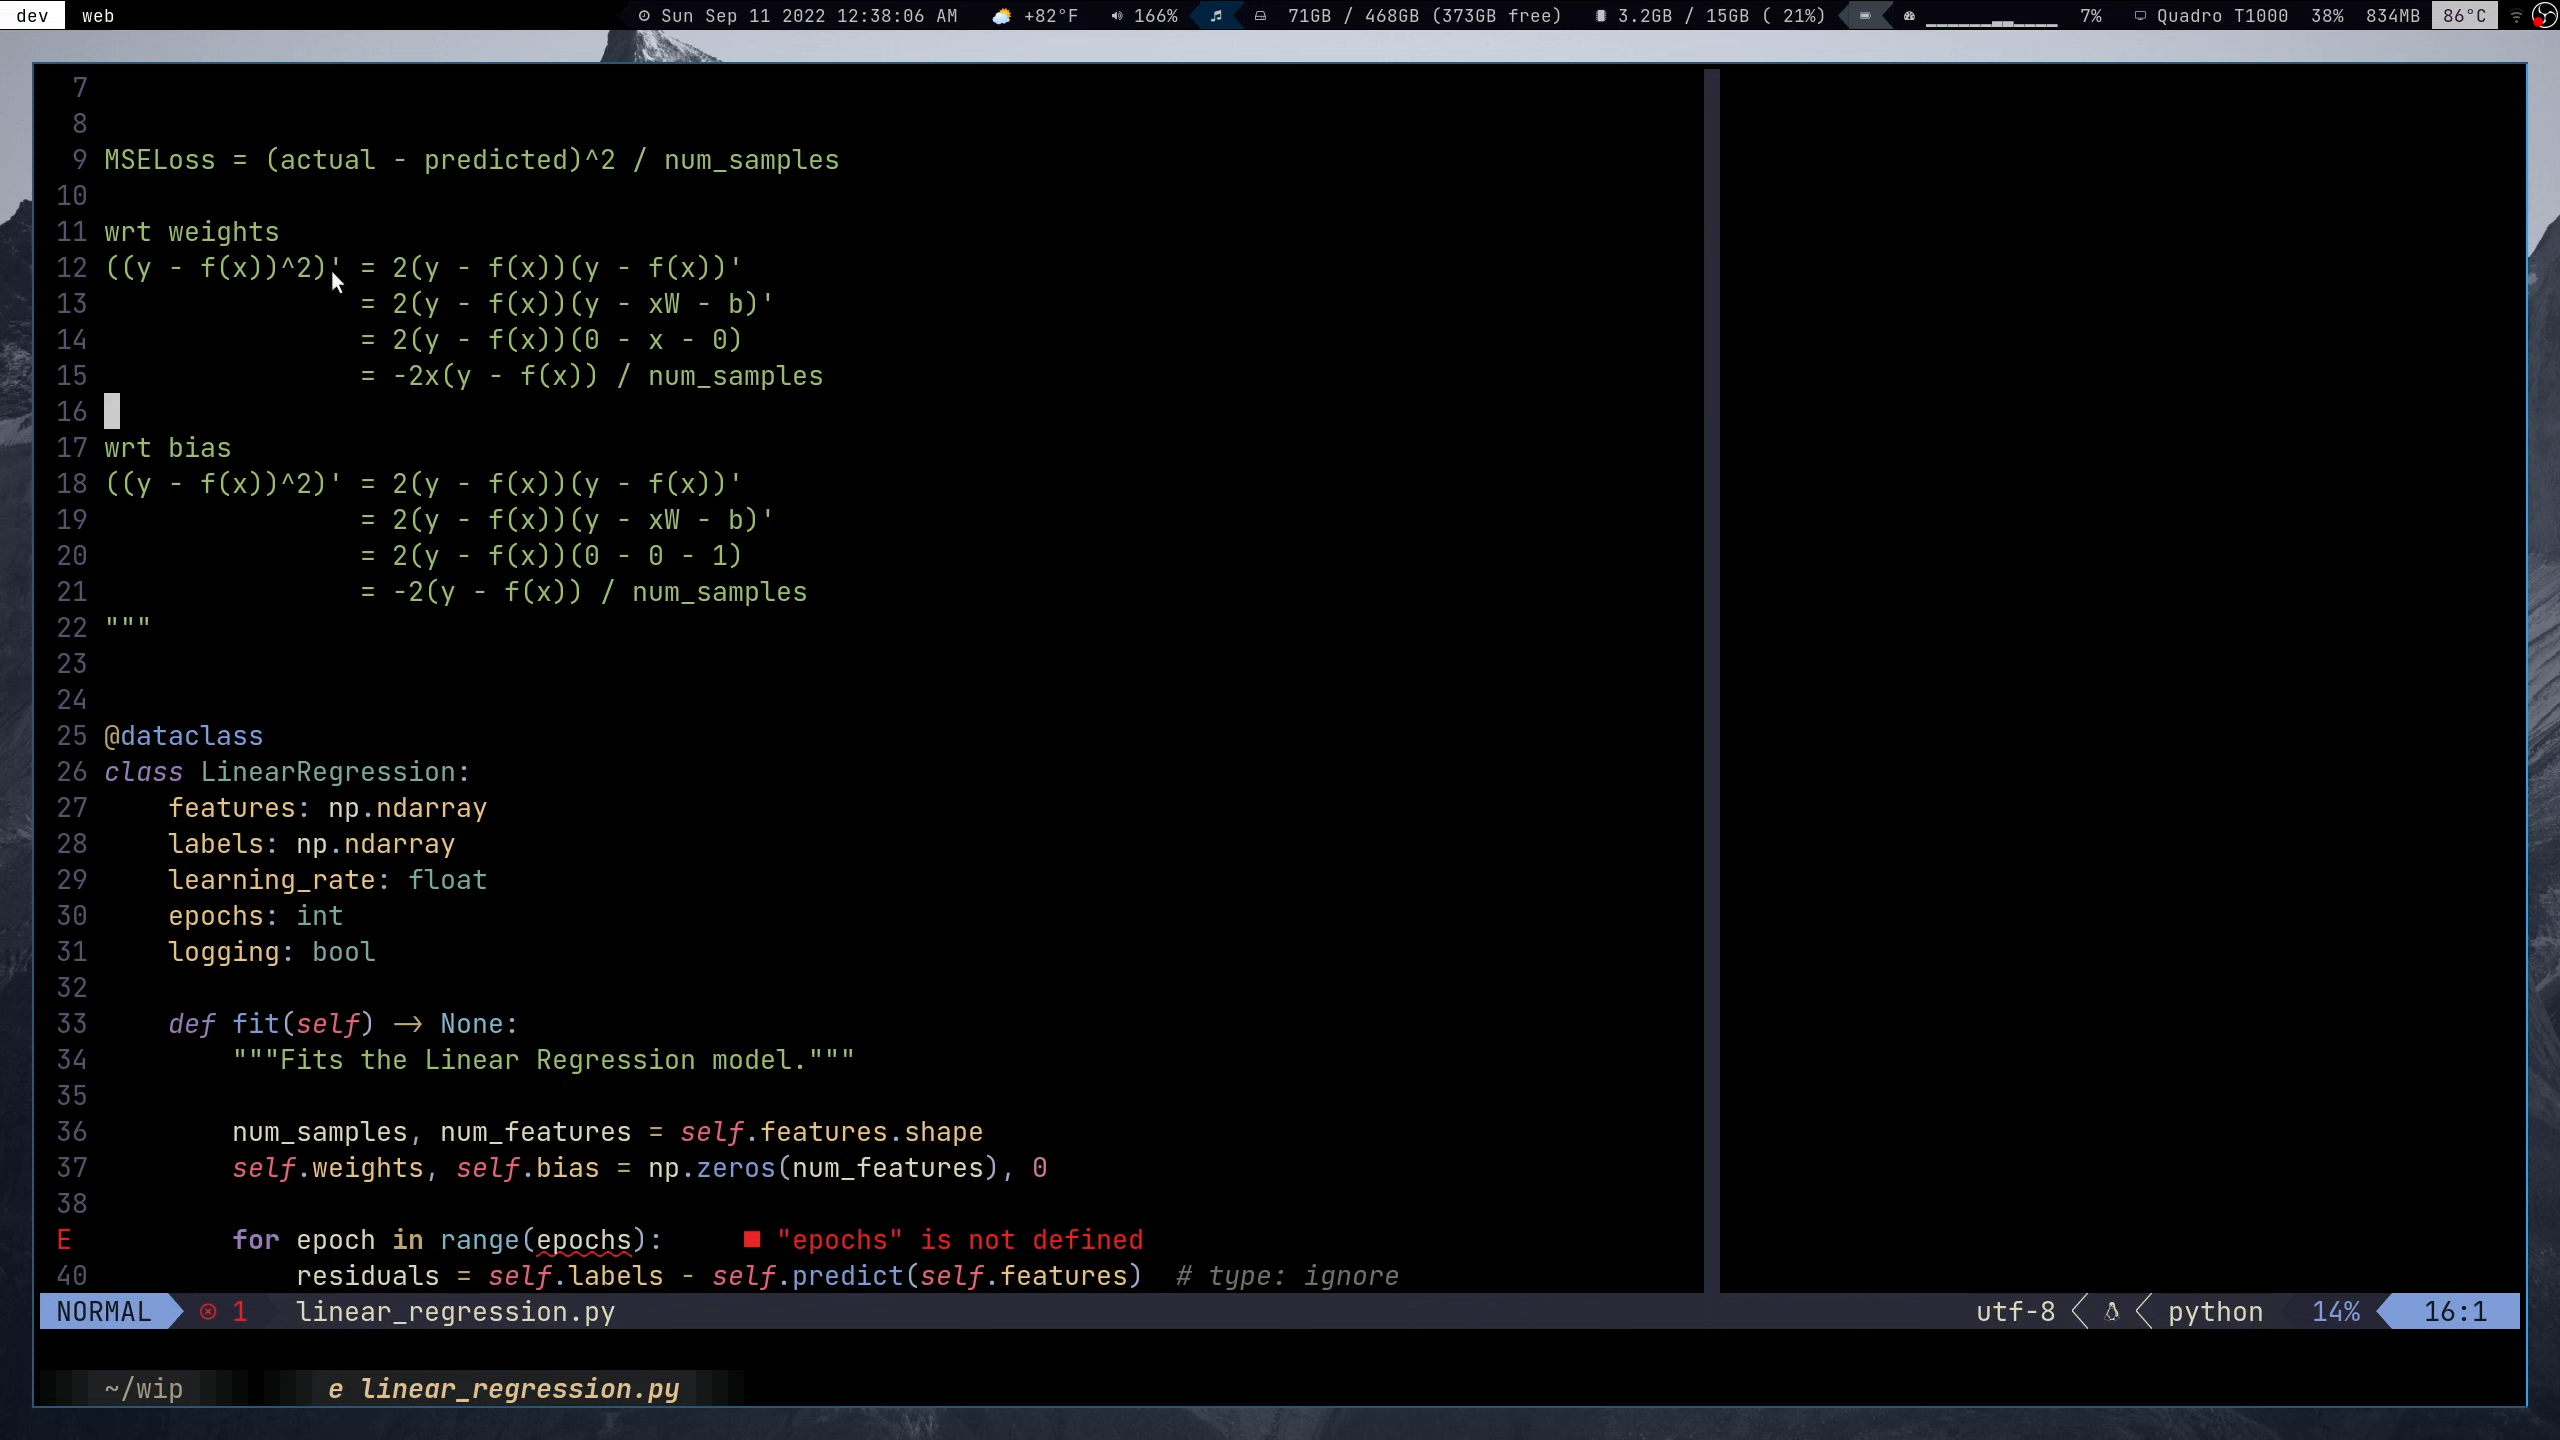 dev web Sun Sep 11 2022 12:38:06 AM +82°F 166% 71GB / 468GB (373GB free) 3.2GB / 15GB ( 21%) 7% Quadro T1000 38% 834MB 86°C
7
8
9 MSELoss = (actual - predicted)^2 / num_samples
10
11 wrt weights
12 ((y - f(x))^2)' = 2(y - f(x))(y - f(x))'
13 = 2(y - f(x))(y - xW - b)'
14 = 2(y - f(x))(0 - x - 0)
15 = -2x(y - f(x)) / num_samples
16
17 wrt bias
18 ((y - f(x))^2)' = 2(y - f(x))(y - f(x))'
19 = 2(y - f(x))(y - xW - b)'
20 = 2(y - f(x))(0 - 0 - 1)
21 = -2(y - f(x)) / num_samples
22 """
23
24
25 @dataclass
26 class LinearRegression:
27 features: np.ndarray
28 labels: np.ndarray
29 learning_rate: float
30 epochs: int
31 logging: bool
32
33 def fit(self) -> None:
34 """Fits the Linear Regression model."""
35
36 num_samples, num_features = self.features.shape
37 self.weights, self.bias = np.zeros(num_features), 0
38
E for epoch in range(epochs): ■ "epochs" is not defined
40 residuals = self.labels - self.predict(self.features) # type: ignore
NORMAL 1 linear_regression.py utf-8 python 14% 16:1
~/wip e linear_regression.py